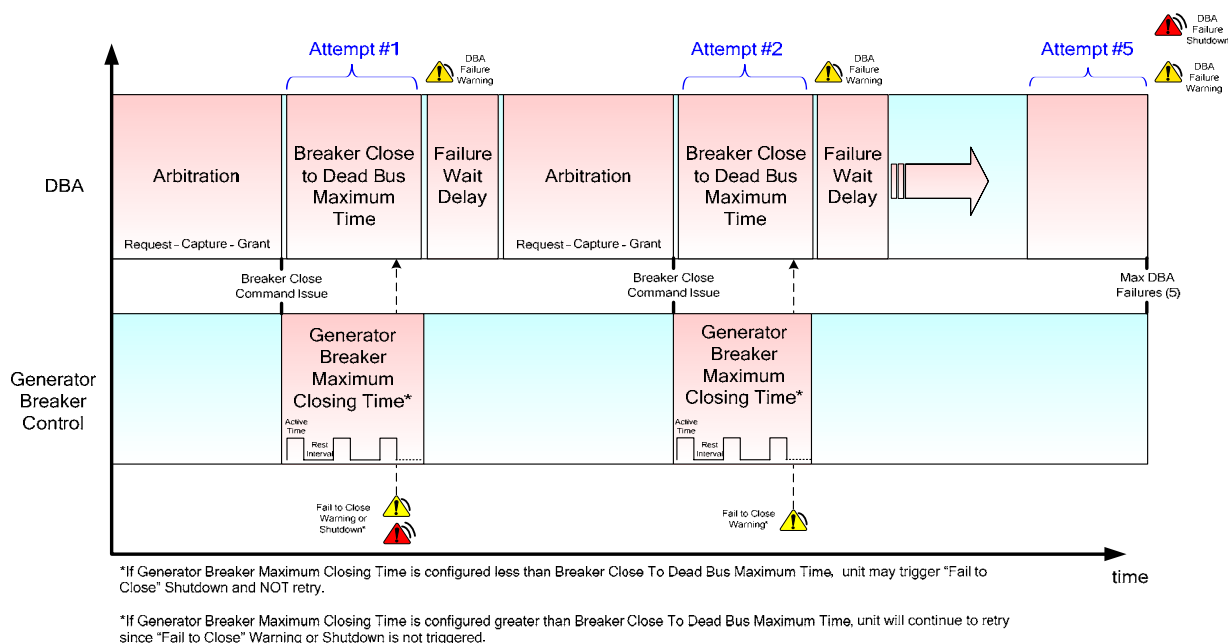 Attempt #1
DBA
Failure
Warning
Attempt #2
DBA
Failure
Warning
Attempt #5
DBA
Failure
Shutdown
DBA
Failure
Warning
DBA
Arbitration
Request – Capture – Grant
Breaker Close
to Dead Bus
Maximum
Time
Failure
Wait
Delay
Arbitration
Request – Capture – Grant
Breaker Close
to Dead Bus
Maximum
Time
Failure
Wait
Delay
Breaker Close
Command Issue
Breaker Close
Command Issue
Max DBA
Failures (5)
Generator
Breaker
Control
Generator
Breaker
Maximum
Closing Time*
Active
Time
Rest
Interval
Generator
Breaker
Maximum
Closing Time*
Active
Time
Rest
Interval
Fail to Close
Warning or
Shutdown*
Fail to Close
Warning*
time
*If Generator Breaker Maximum Closing Time is configured less than Breaker Close To Dead Bus Maximum Time, unit may trigger "Fail to
Close" Shutdown and NOT retry.
*If Generator Breaker Maximum Closing Time is configured greater than Breaker Close To Dead Bus Maximum Time, unit will continue to retry
since "Fail to Close" Warning or Shutdown is not triggered.